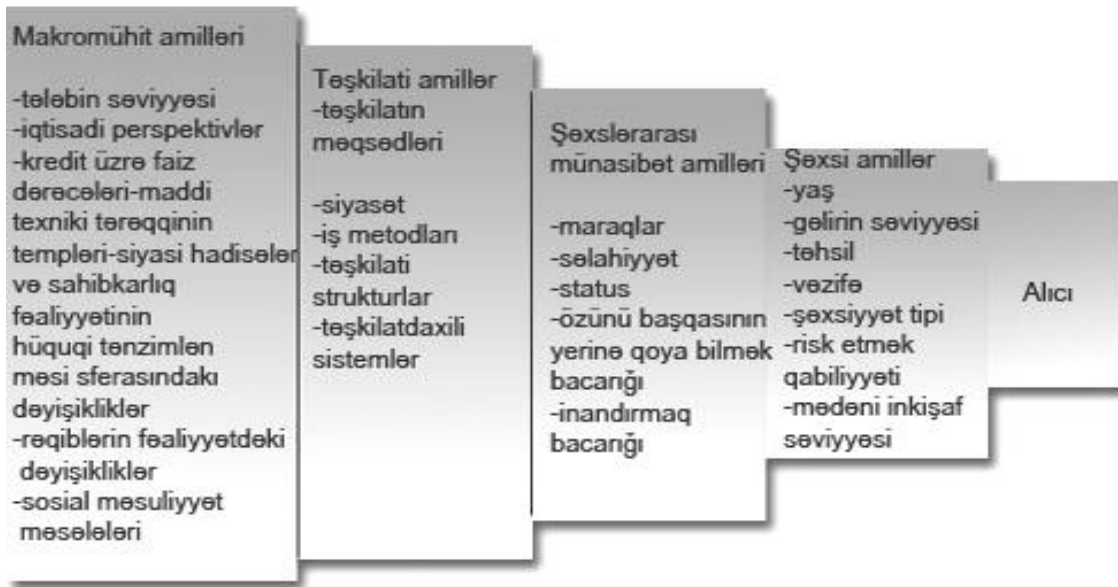 Makromühit amilləri
-tələbin səviyyəsi
-iqtisadi perspektivlər
-kredit üzrə faiz
dərəcələri-maddi
texniki tərəqqinin
templəri-siyasi hadisələr
və sahibkarlıq
fəaliyyətinin
hüquqi tənzimlən
məsi sferasındakı
dəyişikliklər
-rəqiblərin fəaliyyətdəki
dəyişikliklər
-sosial məsuliyyət
məsələləri
Təşkilati amillər
-təşkilatın
məqsədləri
-siyasət
-iş metodları
-təşkilati
strukturlar
-təşkilatdaxili
sistemlər
Şəxslərarası
münasibət amilləri
-maraqlar
-səlahiyyət
-status
-özünü başqasının
yerinə qoya bilmək
bacarığı
-inandırmaq
bacarığı
Şəxsi amillər
-yaş
-gəlirin səviyyəsi
-təhsil
-vəzifə
-şəxsiyyət tipi
-risk etmək
qabiliyyəti
-mədəni inkişaf
səviyyəsi
Alıcı